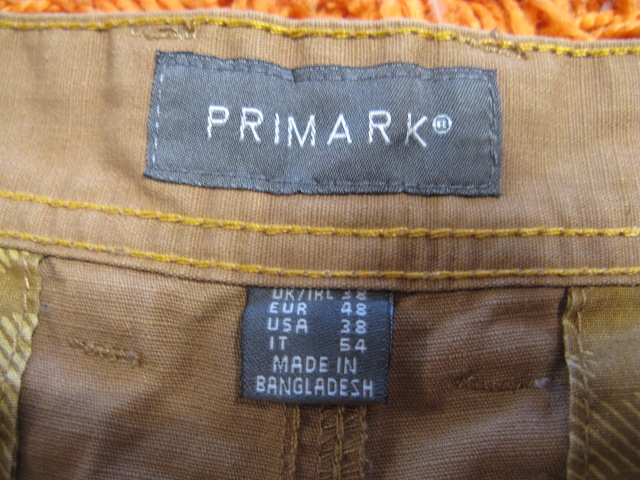 PRIMARK®
UK/IRL 38
EUR 48
USA 38
IT 54
MADE IN
BANGLADESH